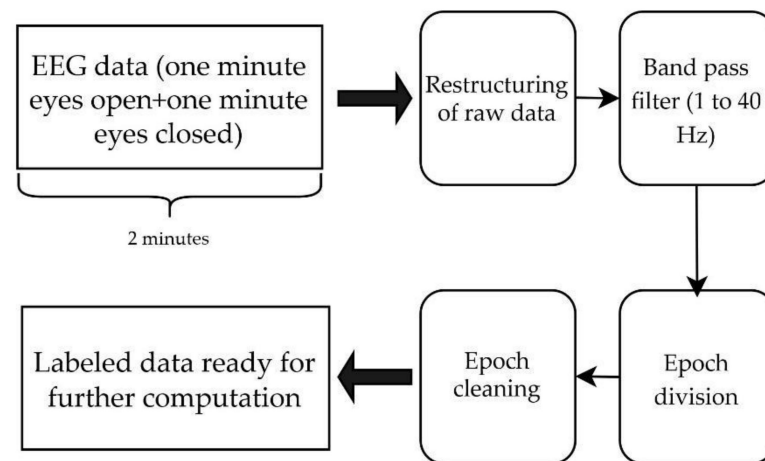 EEG data (one minute
eyes open+one minute
eyes closed)
2 minutes
Restructuring
of raw data
Band pass
filter (1 to 40
Hz)
Epoch
division
Epoch
cleaning
Labeled data ready for
further computation